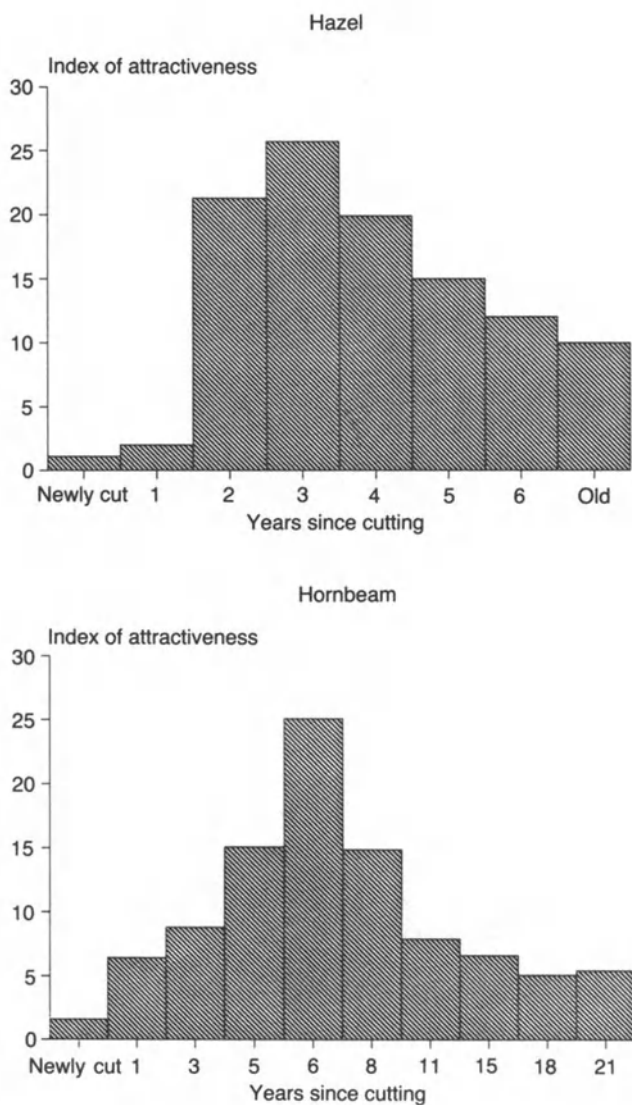 Hazel
Index of attractiveness
30
25
20
15
10
5
0
Newly cut 1 2 3 4 5 6 Old
Years since cutting
Hornbeam
Index of attractiveness
30
25
20
15
10
5
0
Newly cut 1 3 5 6 8 11 15 18 21
Years since cutting